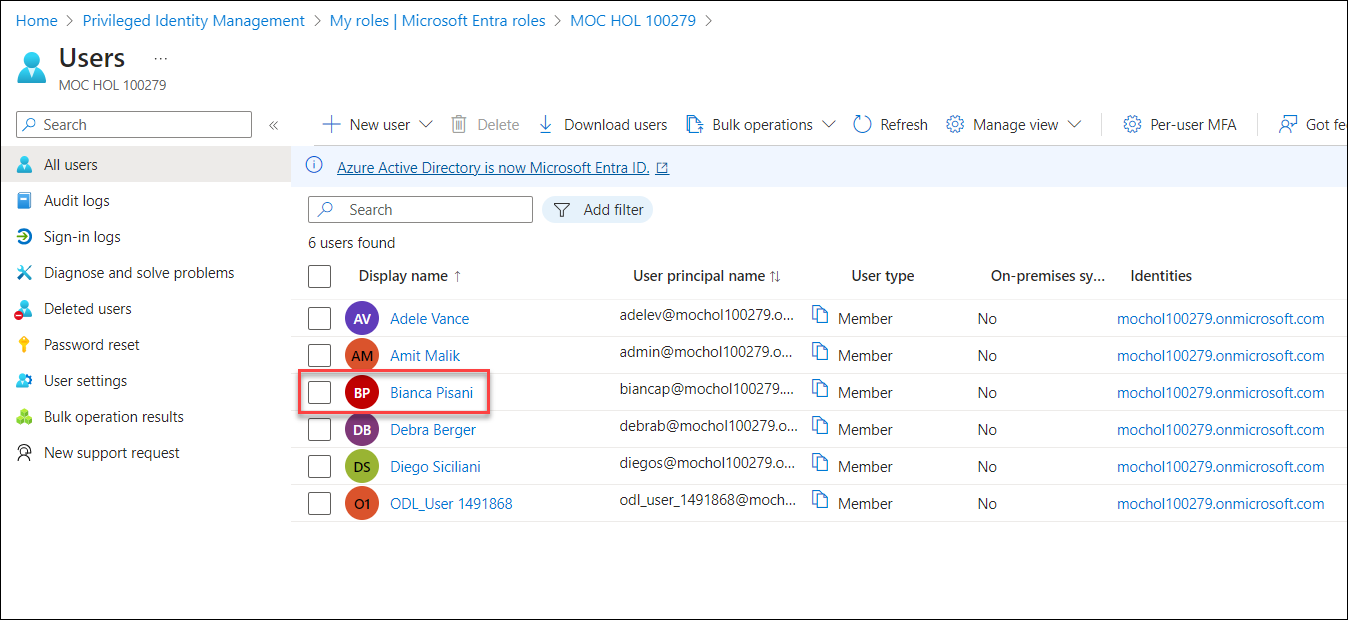 Home > Privileged Identity Management > My roles | Microsoft Entra roles > MOC HOL 100279 >
Users ...
MOC HOL 100279
Search «
New user Delete Download users Bulk operations Refresh Manage view Per-user MFA Got fe
All users
Audit logs
Sign-in logs
Diagnose and solve problems
Deleted users
Password reset
User settings
Bulk operation results
New support request
Azure Active Directory is now Microsoft Entra ID.
Search Add filter
6 users found
Display name ↑ User principal name ↑↓ User type On-premises sy... Identities
AV Adele Vance adelev@mochol100279.o... Member No mochol100279.onmicrosoft.com
AM Amit Malik admin@mochol100279.o... Member No mochol100279.onmicrosoft.com
BP Bianca Pisani biancap@mochol100279.... Member No mochol100279.onmicrosoft.com
DB Debra Berger debrab@mochol100279.o... Member No mochol100279.onmicrosoft.com
DS Diego Siciliani diegos@mochol100279.o... Member No mochol100279.onmicrosoft.com
O1 ODL_User 1491868 odl_user_1491868@moch... Member No mochol100279.onmicrosoft.com